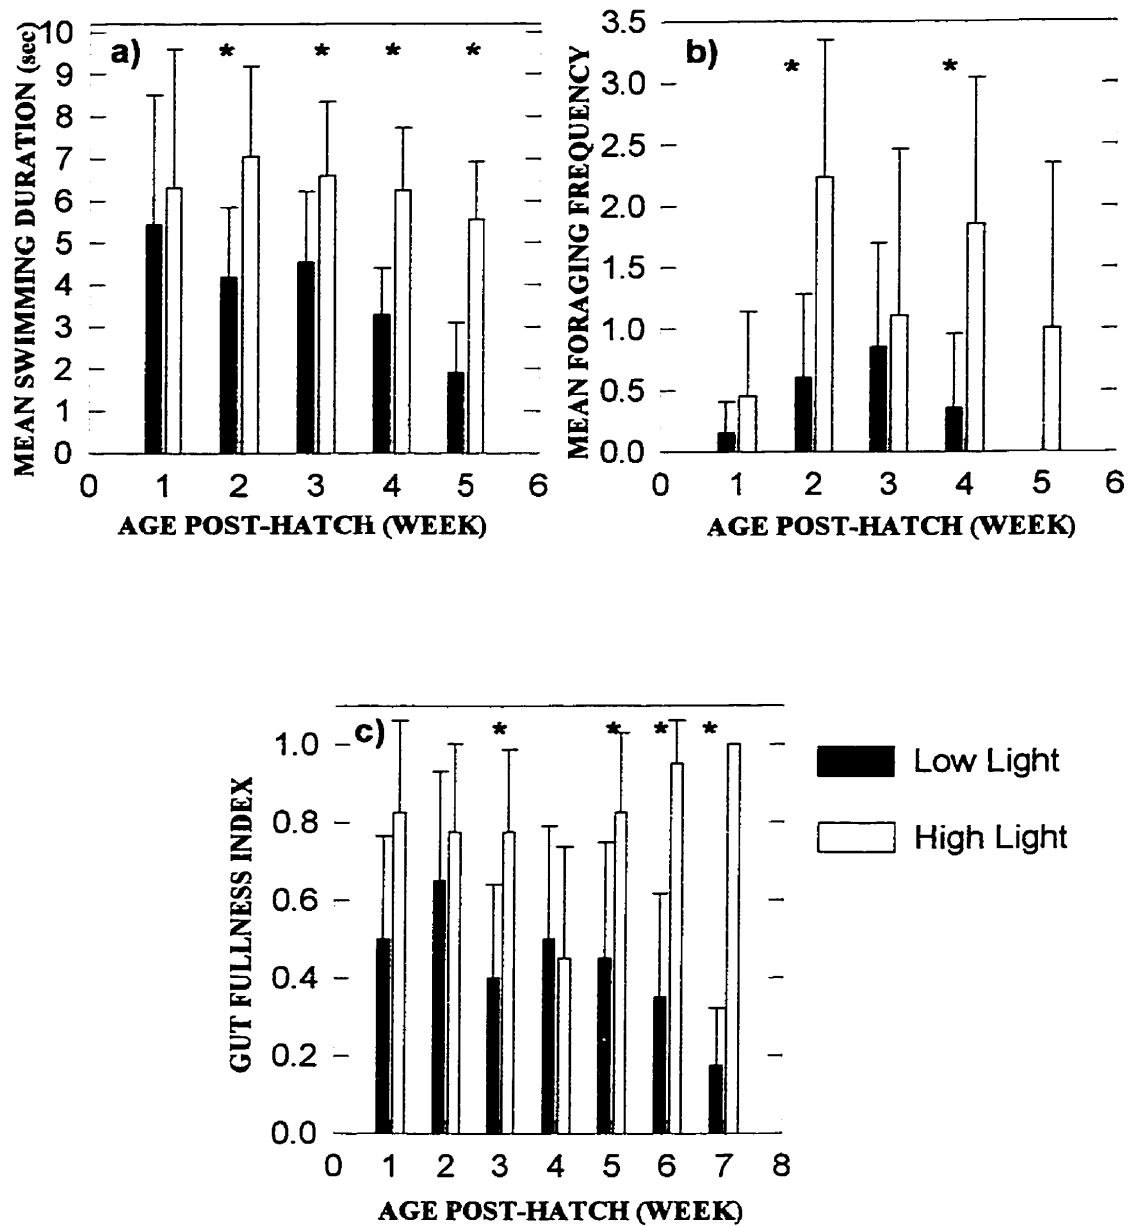 a) * * * *
MEAN SWIMMING DURATION (sec)
10
9
8
7
6
5
4
3
2
1
0
0 1 2 3 4 5 6
AGE POST-HATCH (WEEK)
b) * *
MEAN FORAGING FREQUENCY
3.5
3.0
2.5
2.0
1.5
1.0
0.5
0.0
0 1 2 3 4 5 6
AGE POST-HATCH (WEEK)
c) * * * *
GUT FULLNESS INDEX
1.0
0.8
0.6
0.4
0.2
0.0
0 1 2 3 4 5 6 7 8
AGE POST-HATCH (WEEK)
Low Light
High Light